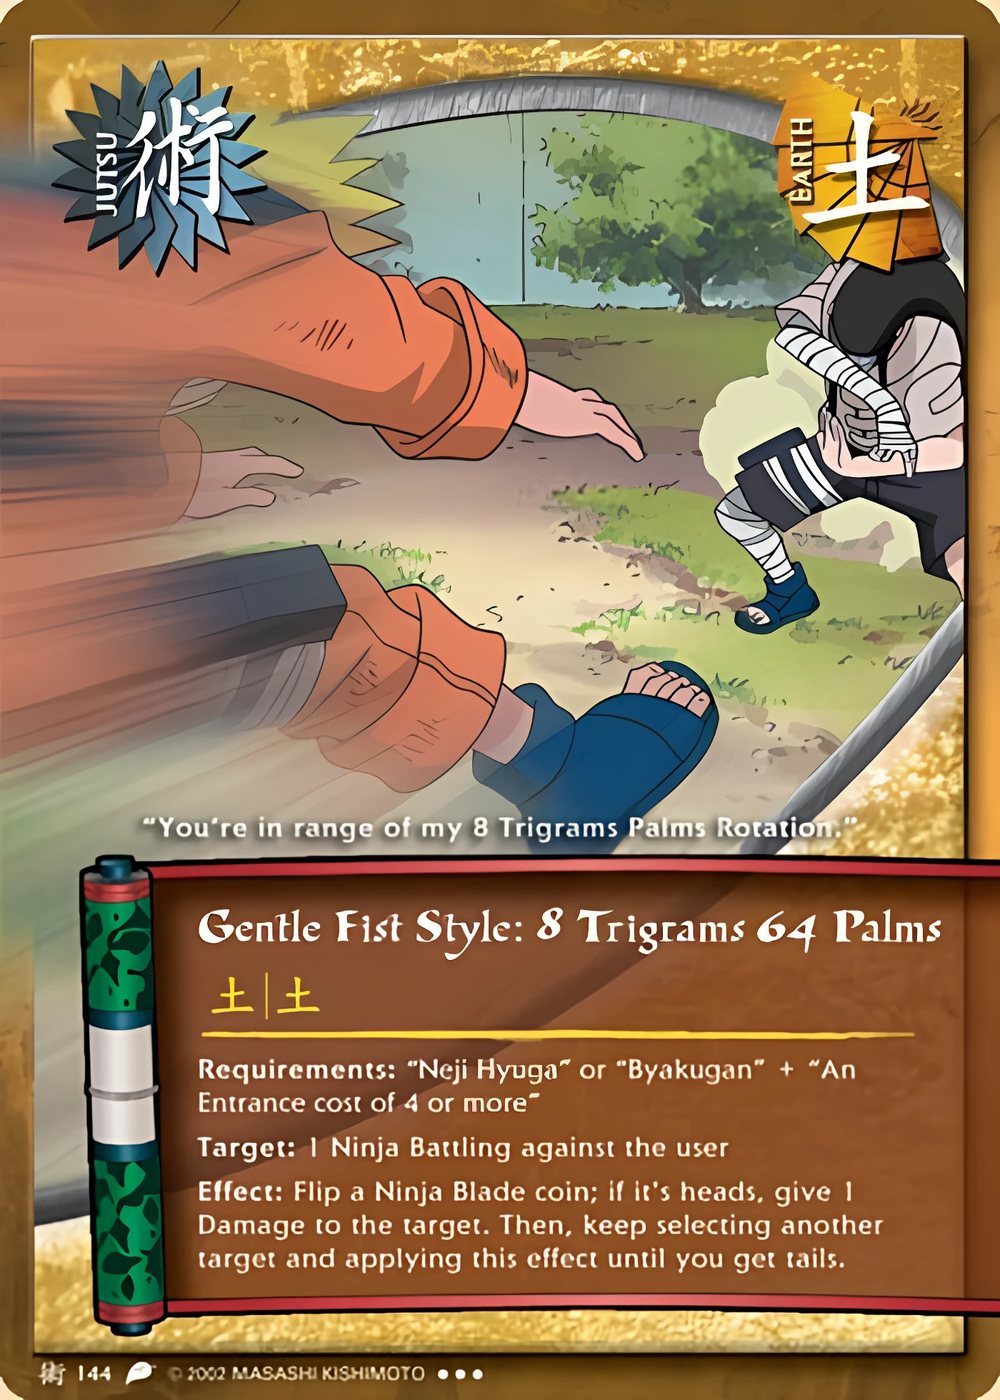 JUTSU
術
EARTH
土
"You're in range of my 8 Trigrams Palms Rotation."
Gentle Fist Style: 8 Trigrams 64 Palms
土|土
Requirements: "Neji Hyuga" or "Byakugan" + "An
Entrance cost of 4 or more"
Target: 1 Ninja Battling against the user
Effect: Flip a Ninja Blade coin; if it's heads, give 1
Damage to the target. Then, keep selecting another
target and applying this effect until you get tails.
術 144 © 2002 MASASHI KISHIMOTO